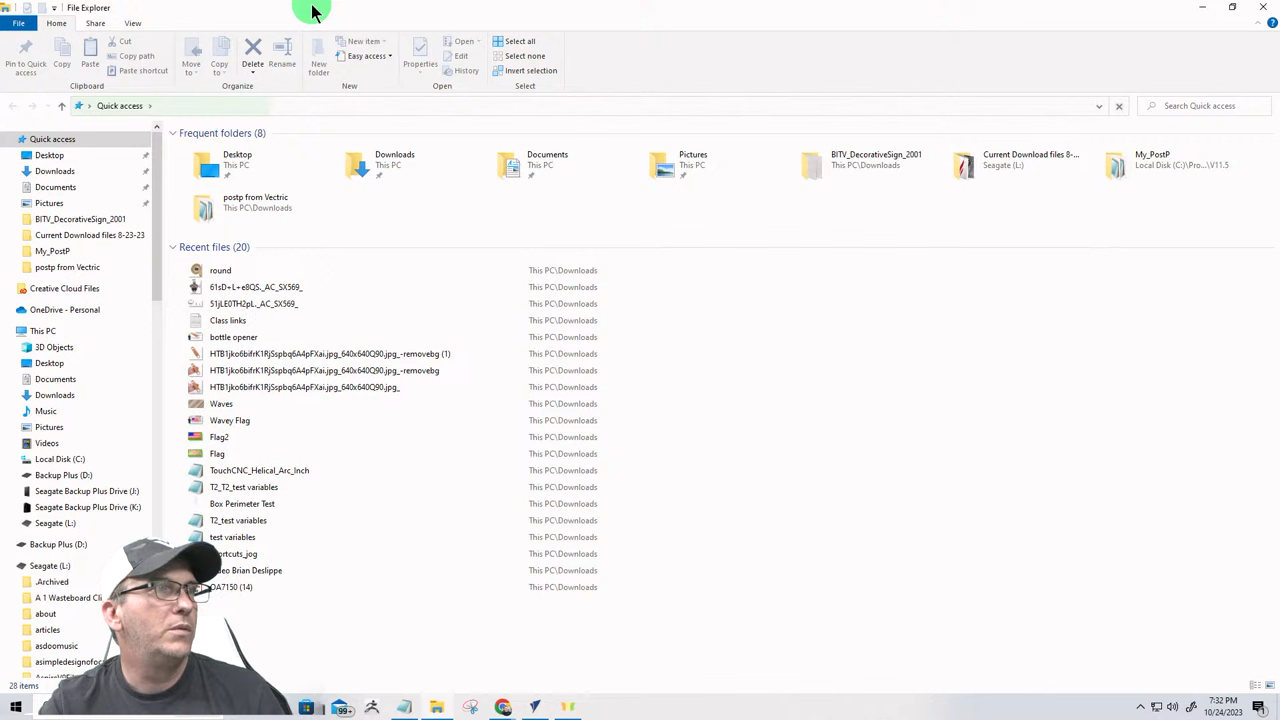 File Explorer
File
Home
Share
View
Pin to Quick access
Copy
Paste
Cut
Copy path
Paste shortcut
Clipboard
Move to
Copy to
Delete
Rename
Organize
New folder
New item
Easy access
New
Properties
Open
Edit
History
Open
Select all
Select none
Invert selection
Select
Quick access
Search Quick access
Quick access
Desktop
Downloads
Documents
Pictures
BITV_DecorativeSign_2001
Current Download files 8-23-23
My_PostP
postp from Vectric
Creative Cloud Files
OneDrive - Personal
This PC
3D Objects
Desktop
Documents
Downloads
Music
Pictures
Videos
Local Disk (C:)
Backup Plus (D:)
Seagate Backup Plus Drive (J:)
Seagate Backup Plus Drive (K:)
Seagate (L:)
Backup Plus (D:)
Seagate (L:)
.Archived
A 1 Wasteboard Cl
about
articles
asdoomusic
asimpledesignofoc
28 items
Frequent folders (8)
Desktop
This PC
Downloads
This PC
Documents
This PC
Pictures
This PC
BITV_DecorativeSign_2001
This PC\Downloads
Current Download files 8-...
Seagate (L:)
My_PostP
Local Disk (C:)\Pro...\V11.5
postp from Vectric
This PC\Downloads
Recent files (20)
round This PC\Downloads
61sD+L+e8QS._AC_SX569_ This PC\Downloads
51jLE0TH2pL._AC_SX569_ This PC\Downloads
Class links This PC\Downloads
bottle opener This PC\Downloads
HTB1jko6bifrK1RjSspbq6A4pFXai.jpg_640x640Q90.jpg_-removebg (1) This PC\Downloads
HTB1jko6bifrK1RjSspbq6A4pFXai.jpg_640x640Q90.jpg_-removebg This PC\Downloads
HTB1jko6bifrK1RjSspbq6A4pFXai.jpg_640x640Q90.jpg_ This PC\Downloads
Waves This PC\Downloads
Wavey Flag This PC\Downloads
Flag2 This PC\Downloads
Flag This PC\Downloads
TouchCNC_Helical_Arc_Inch This PC\Downloads
T2_T2_test variables This PC\Downloads
Box Perimeter Test This PC\Downloads
T2_test variables This PC\Downloads
test variables This PC\Downloads
ortcuts_jog This PC\Downloads
eo Brian Deslippe This PC\Downloads
OA7150 (14) This PC\Downloads
99+
7:32 PM
10/24/2023
1